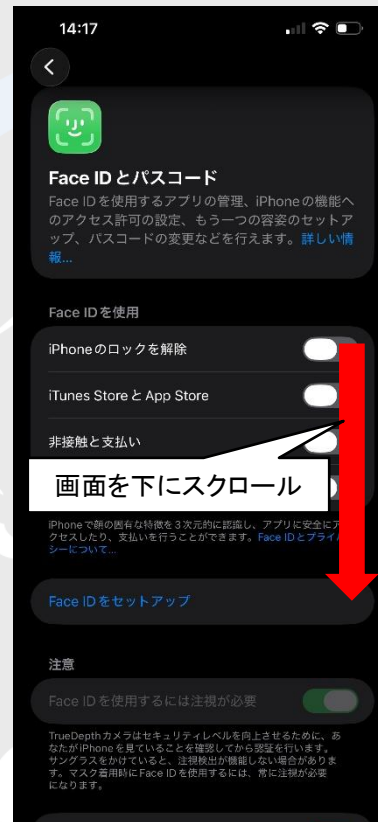 14:17
Face IDとパスコード
Face IDを使用するアプリの管理、iPhoneの機能へ
のアクセス許可の設定、もう一つの容姿のセットア
ップ、パスコードの変更などを行えます。詳しい情
報...
Face IDを使用
iPhoneのロックを解除
iTunes StoreとApp Store
非接触と支払い
画面を下にスクロール
iPhoneで顔の固有な特徴を3次元的に認識し、アプリに安全にア
クセスしたり、支払いを行うことができます。Face IDとプライバ
シーについて...
Face IDをセットアップ
注意
Face IDを使用するには注視が必要
TrueDepthカメラはセキュリティレベルを向上させるために、あ
なたがiPhoneを見ていることを確認してから認証を行います。
サングラスをかけていると、注視検出が機能しない場合がありま
す。マスク着用時にFace IDを使用するには、常に注視が必要
になります。